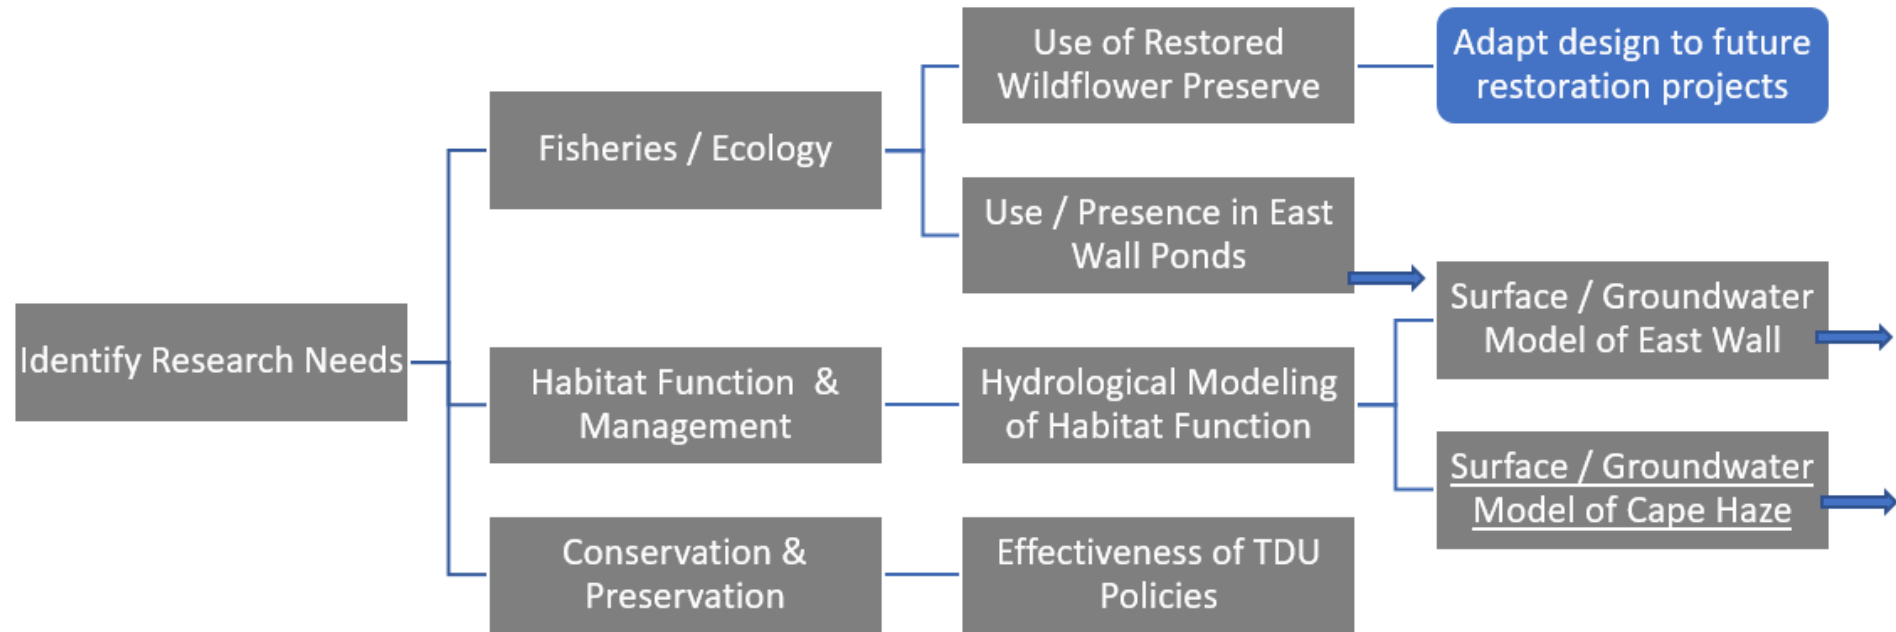 Use of Restored
Wildflower Preserve
Adapt design to future
restoration projects
Fisheries / Ecology
Use / Presence in East
Wall Ponds
Surface / Groundwater
Model of East Wall
Identify Research Needs
Habitat Function  &
Management
Hydrological Modeling
of Habitat Function
Surface / Groundwater
Model of Cape Haze
Conservation &
Preservation
Effectiveness of TDU
Policies